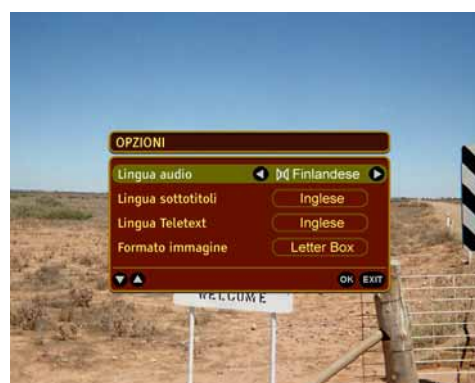 OPZIONI
Lingua audio Finlandese
Lingua sottotitoli Inglese
Lingua Teletext Inglese
Formato immagine Letter Box
OK EXIT
WELCOME